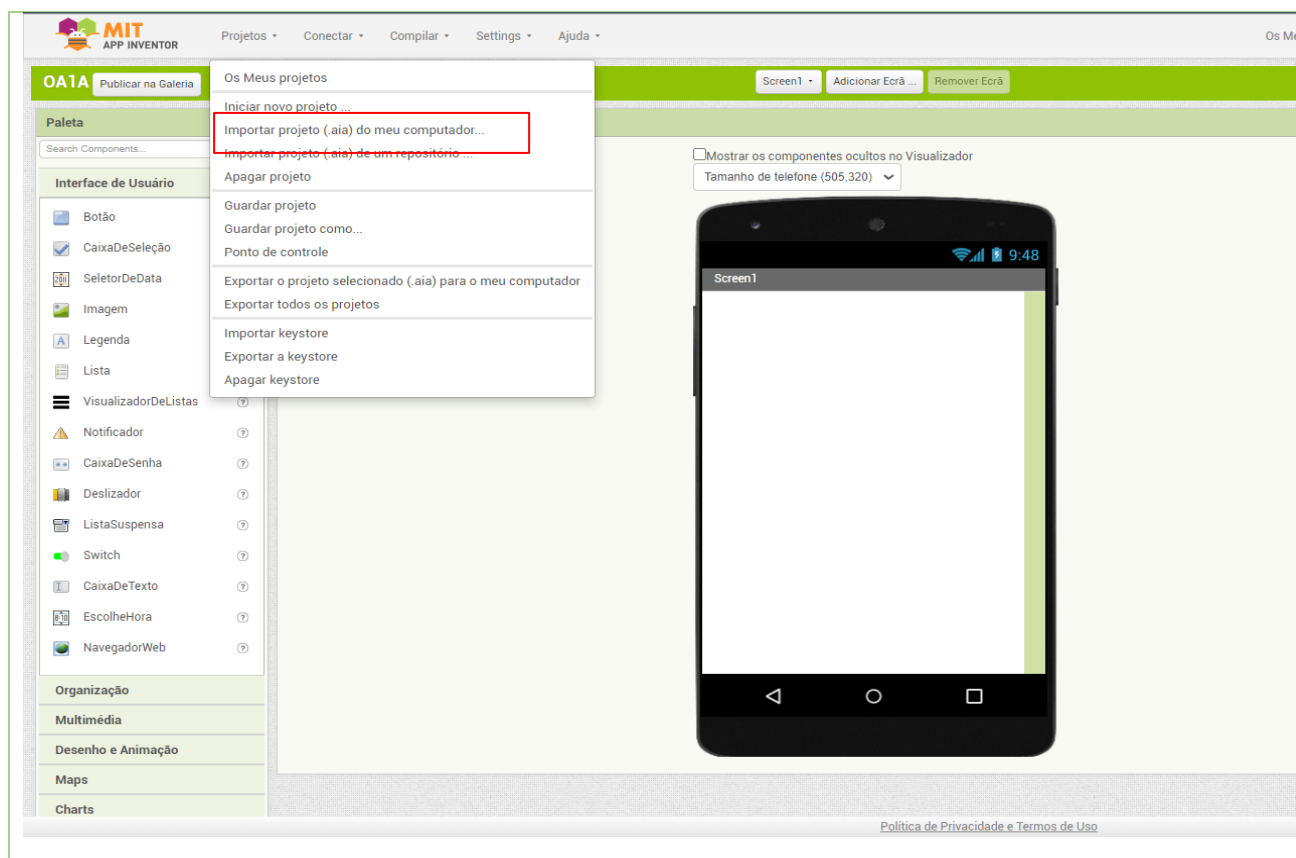 MIT
APP INVENTOR
Projetos
Conectar
Compilar
Settings
Ajuda
Os Me
OA1A
Publicar na Galeria
Screen1
Adicionar Ecrã ...
Remover Ecrã
Os Meus projetos
Iniciar novo projeto ...
Importar projeto (.aia) do meu computador...
Importar projeto (.aia) de um repositório ...
Apagar projeto
Guardar projeto
Guardar projeto como...
Ponto de controle
Exportar o projeto selecionado (.aia) para o meu computador
Exportar todos os projetos
Importar keystore
Exportar a keystore
Apagar keystore
Paleta
Search Components...
Interface de Usuário
Botão
CaixaDeSeleção
SeletorDeData
Imagem
Legenda
Lista
VisualizadorDeListas
Notificador
CaixaDeSenha
Deslizador
ListaSuspensa
Switch
CaixaDeTexto
EscolheHora
NavegadorWeb
Organização
Multimédia
Desenho e Animação
Maps
Charts
Mostrar os componentes ocultos no Visualizador
Tamanho de telefone (505,320)
9:48
Screen1
Política de Privacidade e Termos de Uso